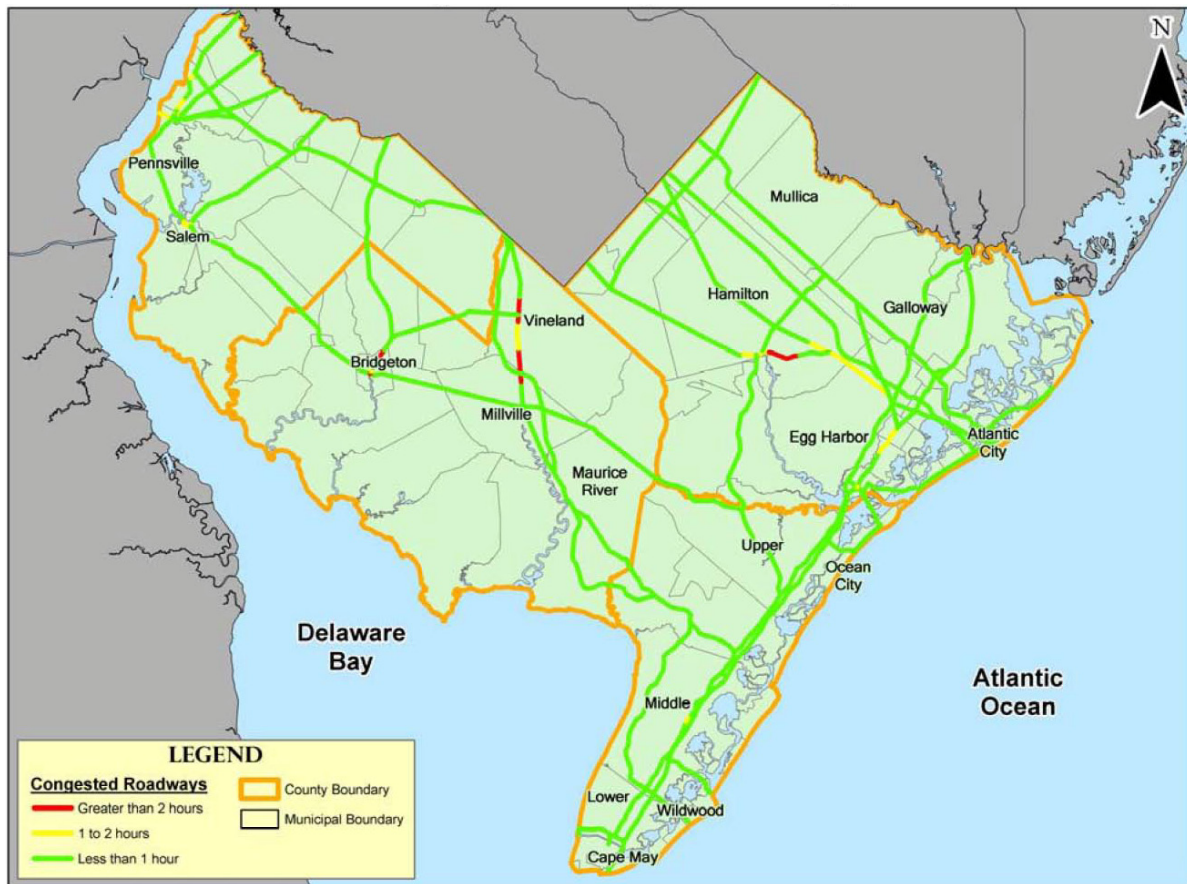 N
Pennsville
Salem
Mullica
Hamilton
Galloway
Vineland
Bridgeton
Millville
Egg Harbor
Atlantic
City
Maurice
River
Upper
Ocean
City
Delaware
Bay
Atlantic
Ocean
Middle
Lower
Wildwood
Cape May
LEGEND
Congested Roadways
Greater than 2 hours
1 to 2 hours
Less than 1 hour
County Boundary
Municipal Boundary